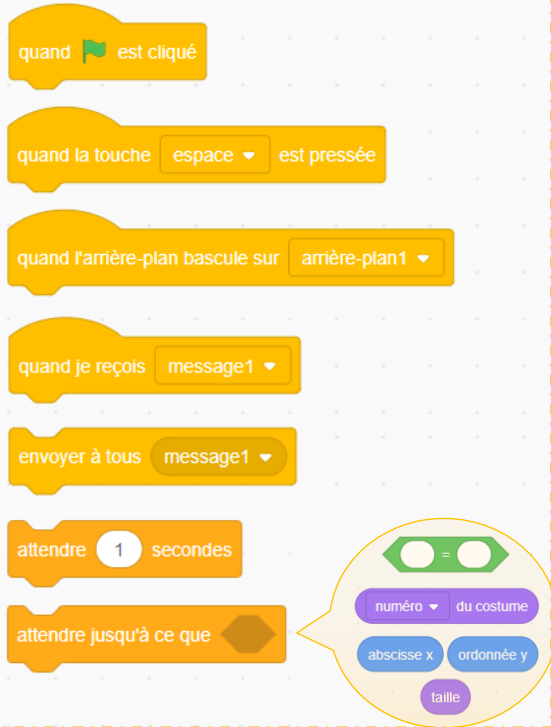 quand est cliqué
quand la touche espace est pressée
quand l'arrière-plan bascule sur arrière-plan1
quand je reçois message1
envoyer à tous message1
attendre 1 secondes
attendre jusqu'à ce que
=
numéro du costume
abscisse x ordonnée y
taille